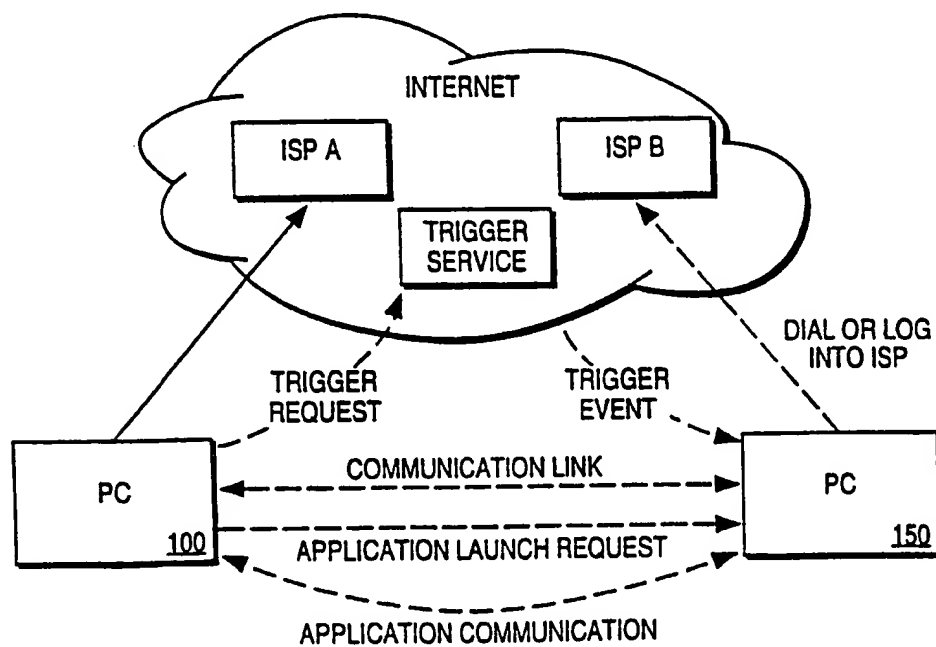 INTERNET
ISP A
ISP B
TRIGGER
SERVICE
DIAL OR LOG
INTO ISP
TRIGGER
REQUEST
TRIGGER
EVENT
PC
100
COMMUNICATION LINK
APPLICATION LAUNCH REQUEST
APPLICATION COMMUNICATION
PC
150